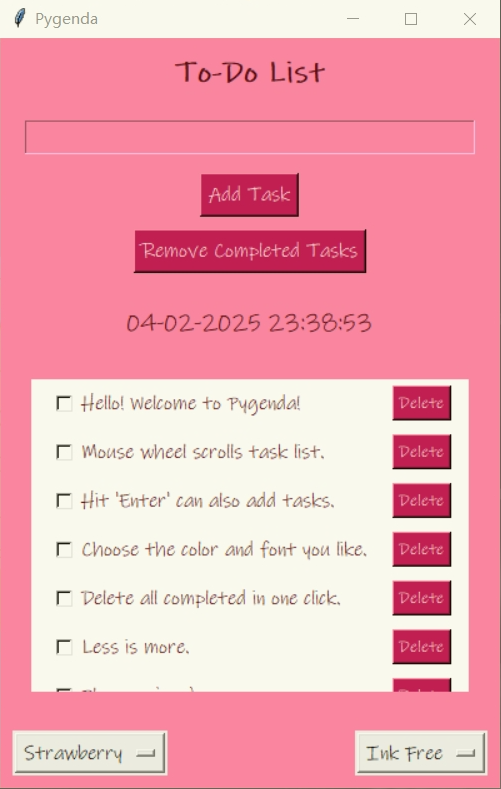 Pygenda
To-Do List
Add Task
Remove Completed Tasks
04-02-2025 23:38:53
Hello! Welcome to Pygenda! Delete
Mouse wheel scrolls task list. Delete
Hit 'Enter' can also add tasks. Delete
Choose the color and font you like. Delete
Delete all completed in one click. Delete
Less is more. Delete
Strawberry Ink Free